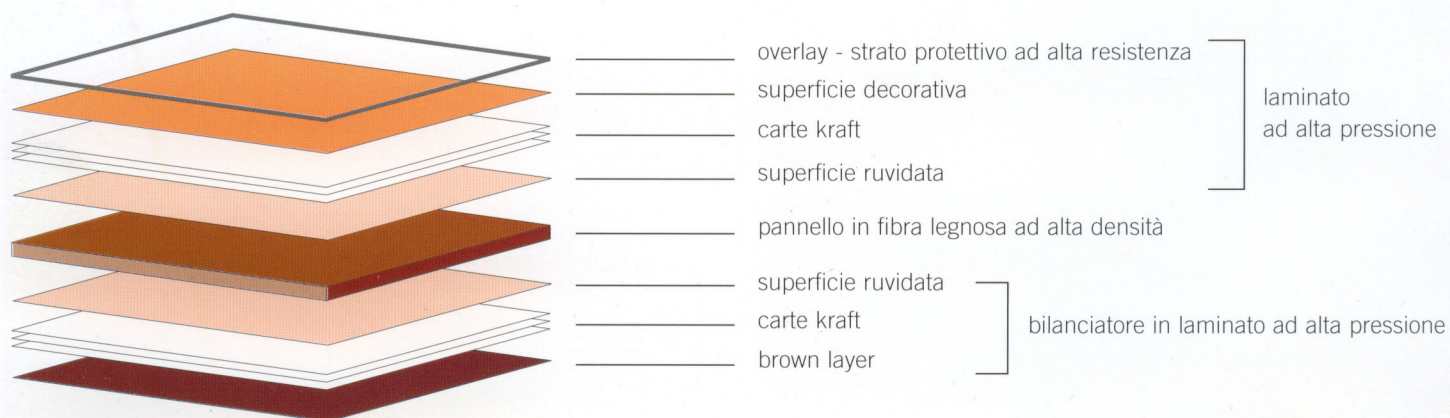 overlay - strato protettivo ad alta resistenza
superficie decorativa
carte kraft
superficie ruvidata
laminato
ad alta pressione
pannello in fibra legnosa ad alta densità
superficie ruvidata
carte kraft
brown layer
bilanciatore in laminato ad alta pressione